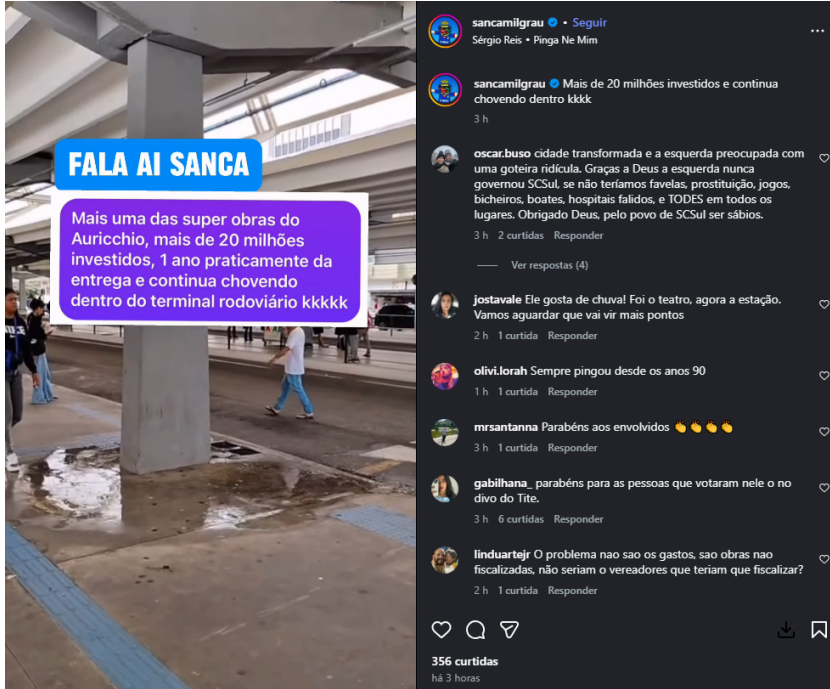 FALA AI SANCA
Mais uma das super obras do
Auricchio, mais de 20 milhões
investidos, 1 ano praticamente da
entrega e continua chovendo
dentro do terminal rodoviário kkkkk
sancamilgrau • Seguir
Sérgio Reis • Pinga Ne Mim
sancamilgrau Mais de 20 milhões investidos e continua
chovendo dentro kkkk
3 h
oscar.buso cidade transformada e a esquerda preocupada com
uma goteira ridícula. Graças a Deus a esquerda nunca
governou SCSul, se não teríamos favelas, prostituição, jogos,
bicheiros, boates, hospitais falidos, e TODES em todos os
lugares. Obrigado Deus, pelo povo de SCSul ser sábios.
3 h 2 curtidas Responder
Ver respostas (4)
jostavale Ele gosta de chuva! Foi o teatro, agora a estação.
Vamos aguardar que vai vir mais pontos
2 h 1 curtida Responder
olivi.lorah Sempre pingou desde os anos 90
1 h 1 curtida Responder
mrsantanna Parabéns aos envolvidos 👏👏👏👏
3 h 1 curtida Responder
gabilhana_ parabéns para as pessoas que votaram nele o no
divo do Tite.
3 h 6 curtidas Responder
linduartejr O problema nao sao os gastos, sao obras nao
fiscalizadas, não seriam o vereadores que teriam que fiscalizar?
2 h 1 curtida Responder
356 curtidas
há 3 horas